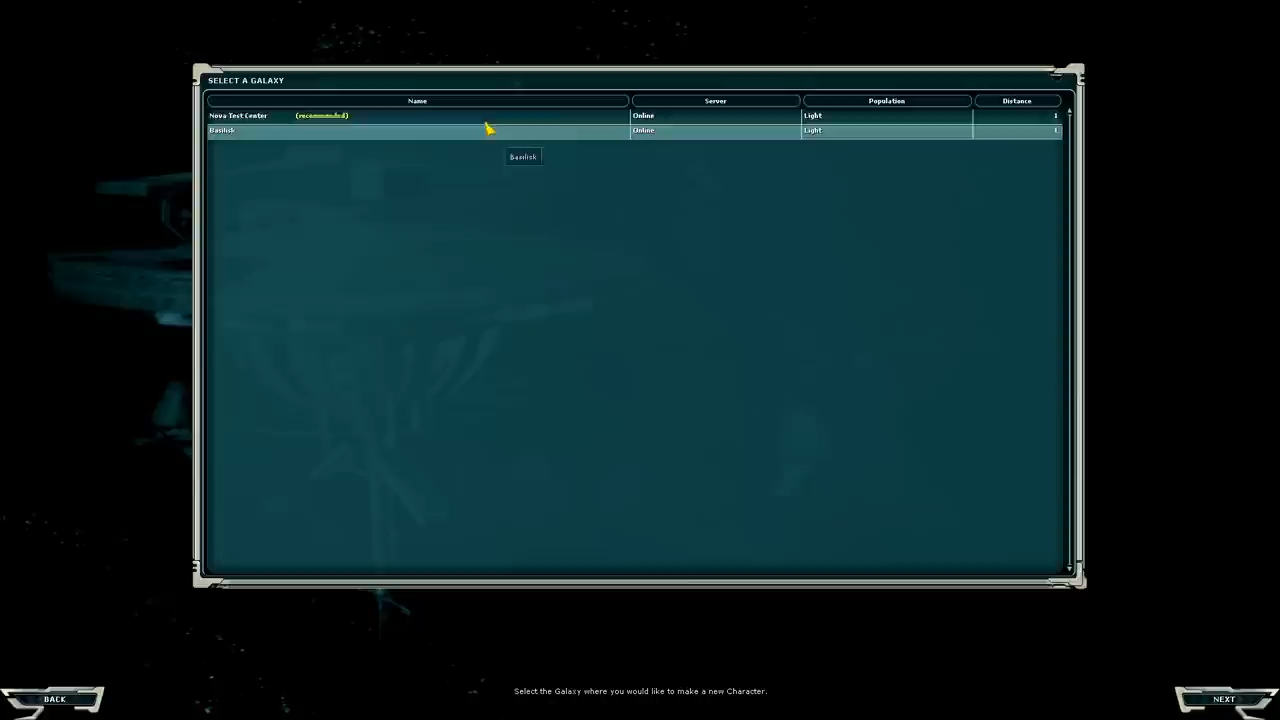 SELECT A GALAXY
Name Server Population Distance
Nova Test Center (recommended) Online Light 1
Basilisk Online Light 1
Basilisk
Select the Galaxy where you would like to make a new Character.
BACK NEXT